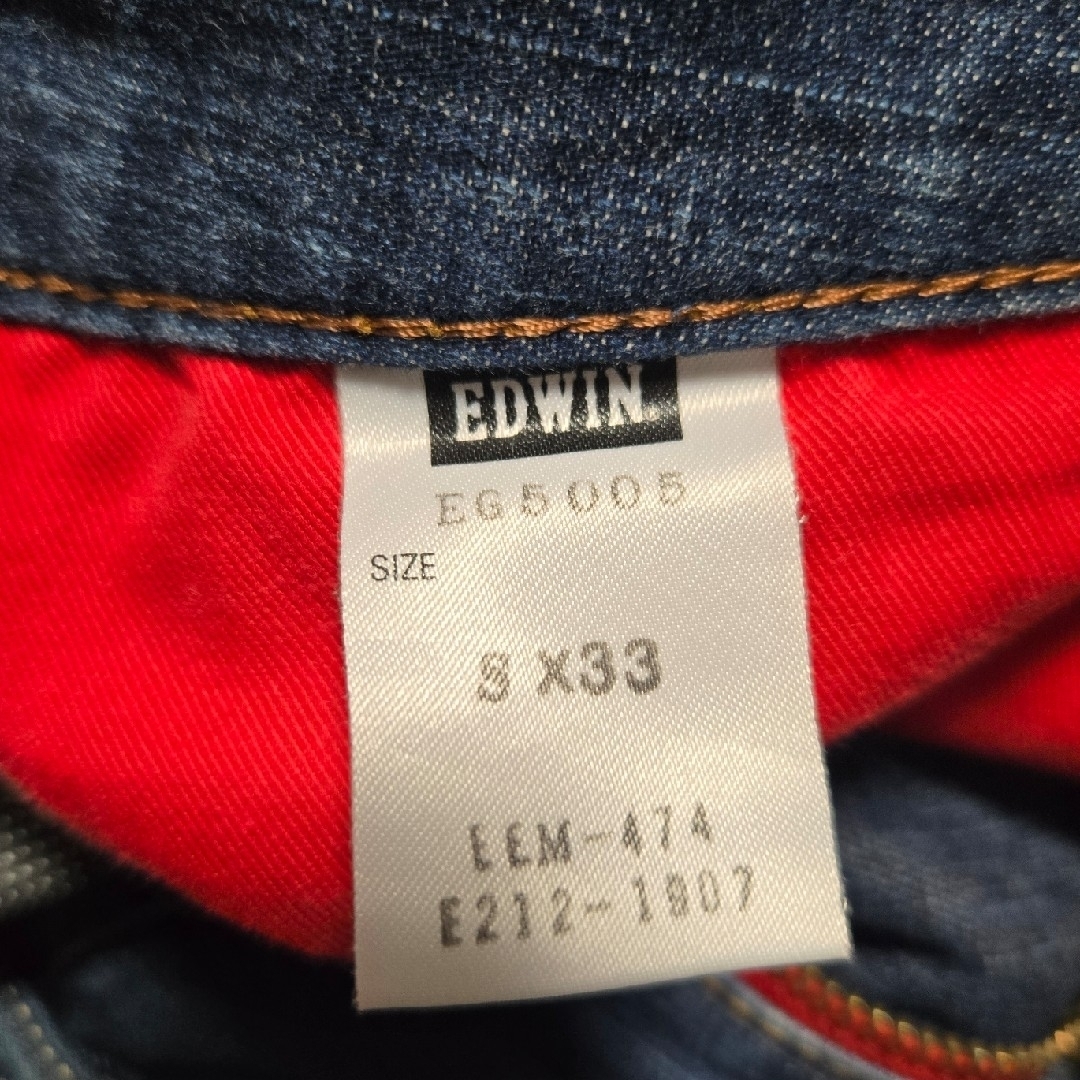 EDWIN
EG5005
SIZE
S X33
EEM-474
E212-1907